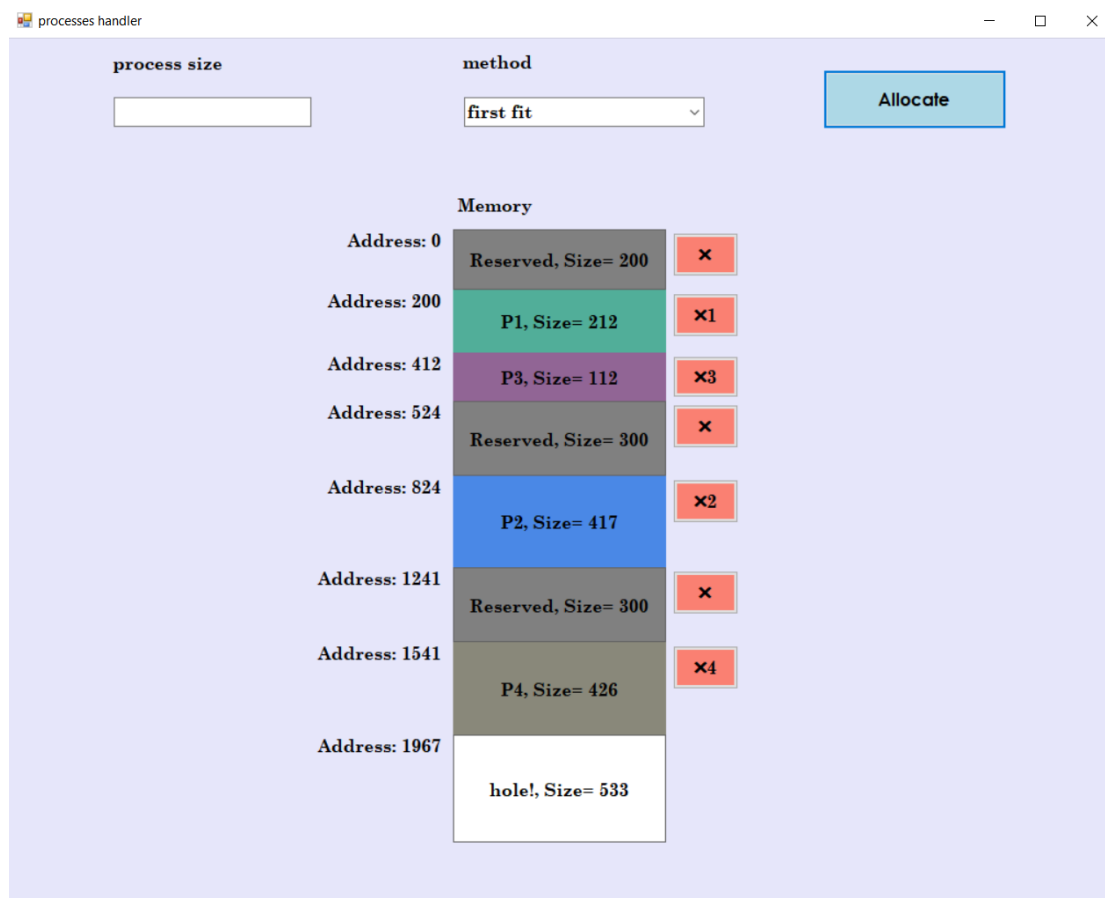 processes handler
process size
method
first fit
Allocate
Memory
Address: 0
Reserved, Size= 200
×
Address: 200
P1, Size= 212
×1
Address: 412
P3, Size= 112
×3
Address: 524
Reserved, Size= 300
×
Address: 824
P2, Size= 417
×2
Address: 1241
Reserved, Size= 300
×
Address: 1541
P4, Size= 426
×4
Address: 1967
hole!, Size= 533